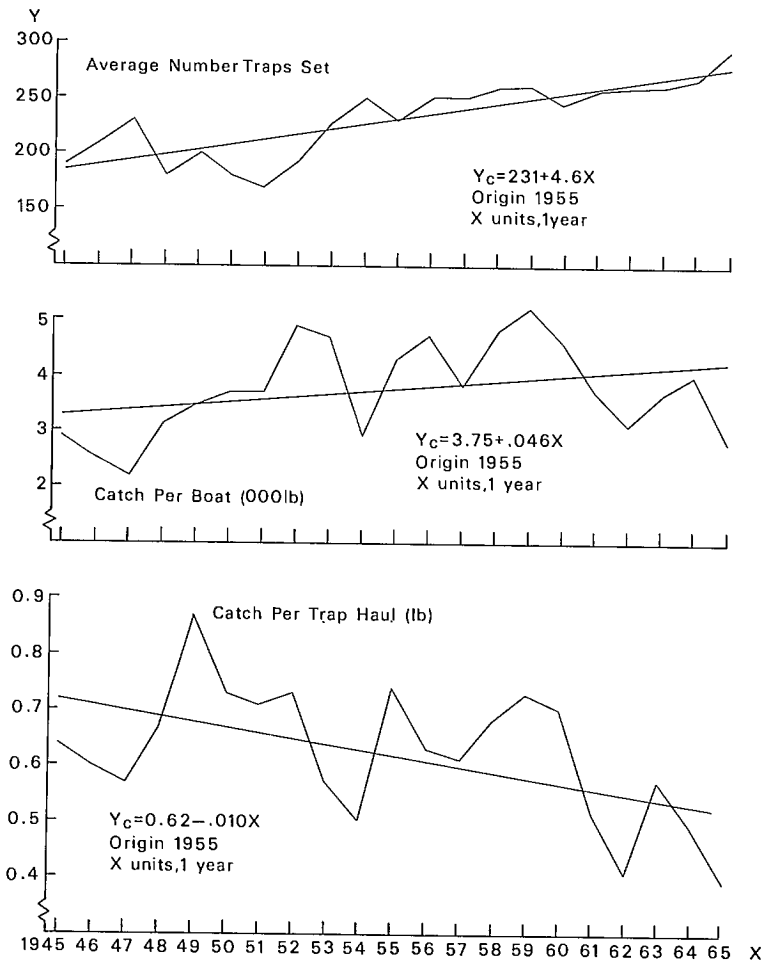 Y
300
250
200
150
Average Number Traps Set
Yc=231+4.6X
Origin 1955
X units,1year
5
4
3
2
Yc=3.75+.046X
Origin 1955
X units,1 year
Catch Per Boat (000lb)
0.9
0.8
0.7
0.6
0.5
0.4
Catch Per Trap Haul (lb)
Yc=0.62–.010X
Origin 1955
X units,1 year
1945 46 47 48 49 50 51 52 53 54 55 56 57 58 59 60 61 62 63 64 65 X